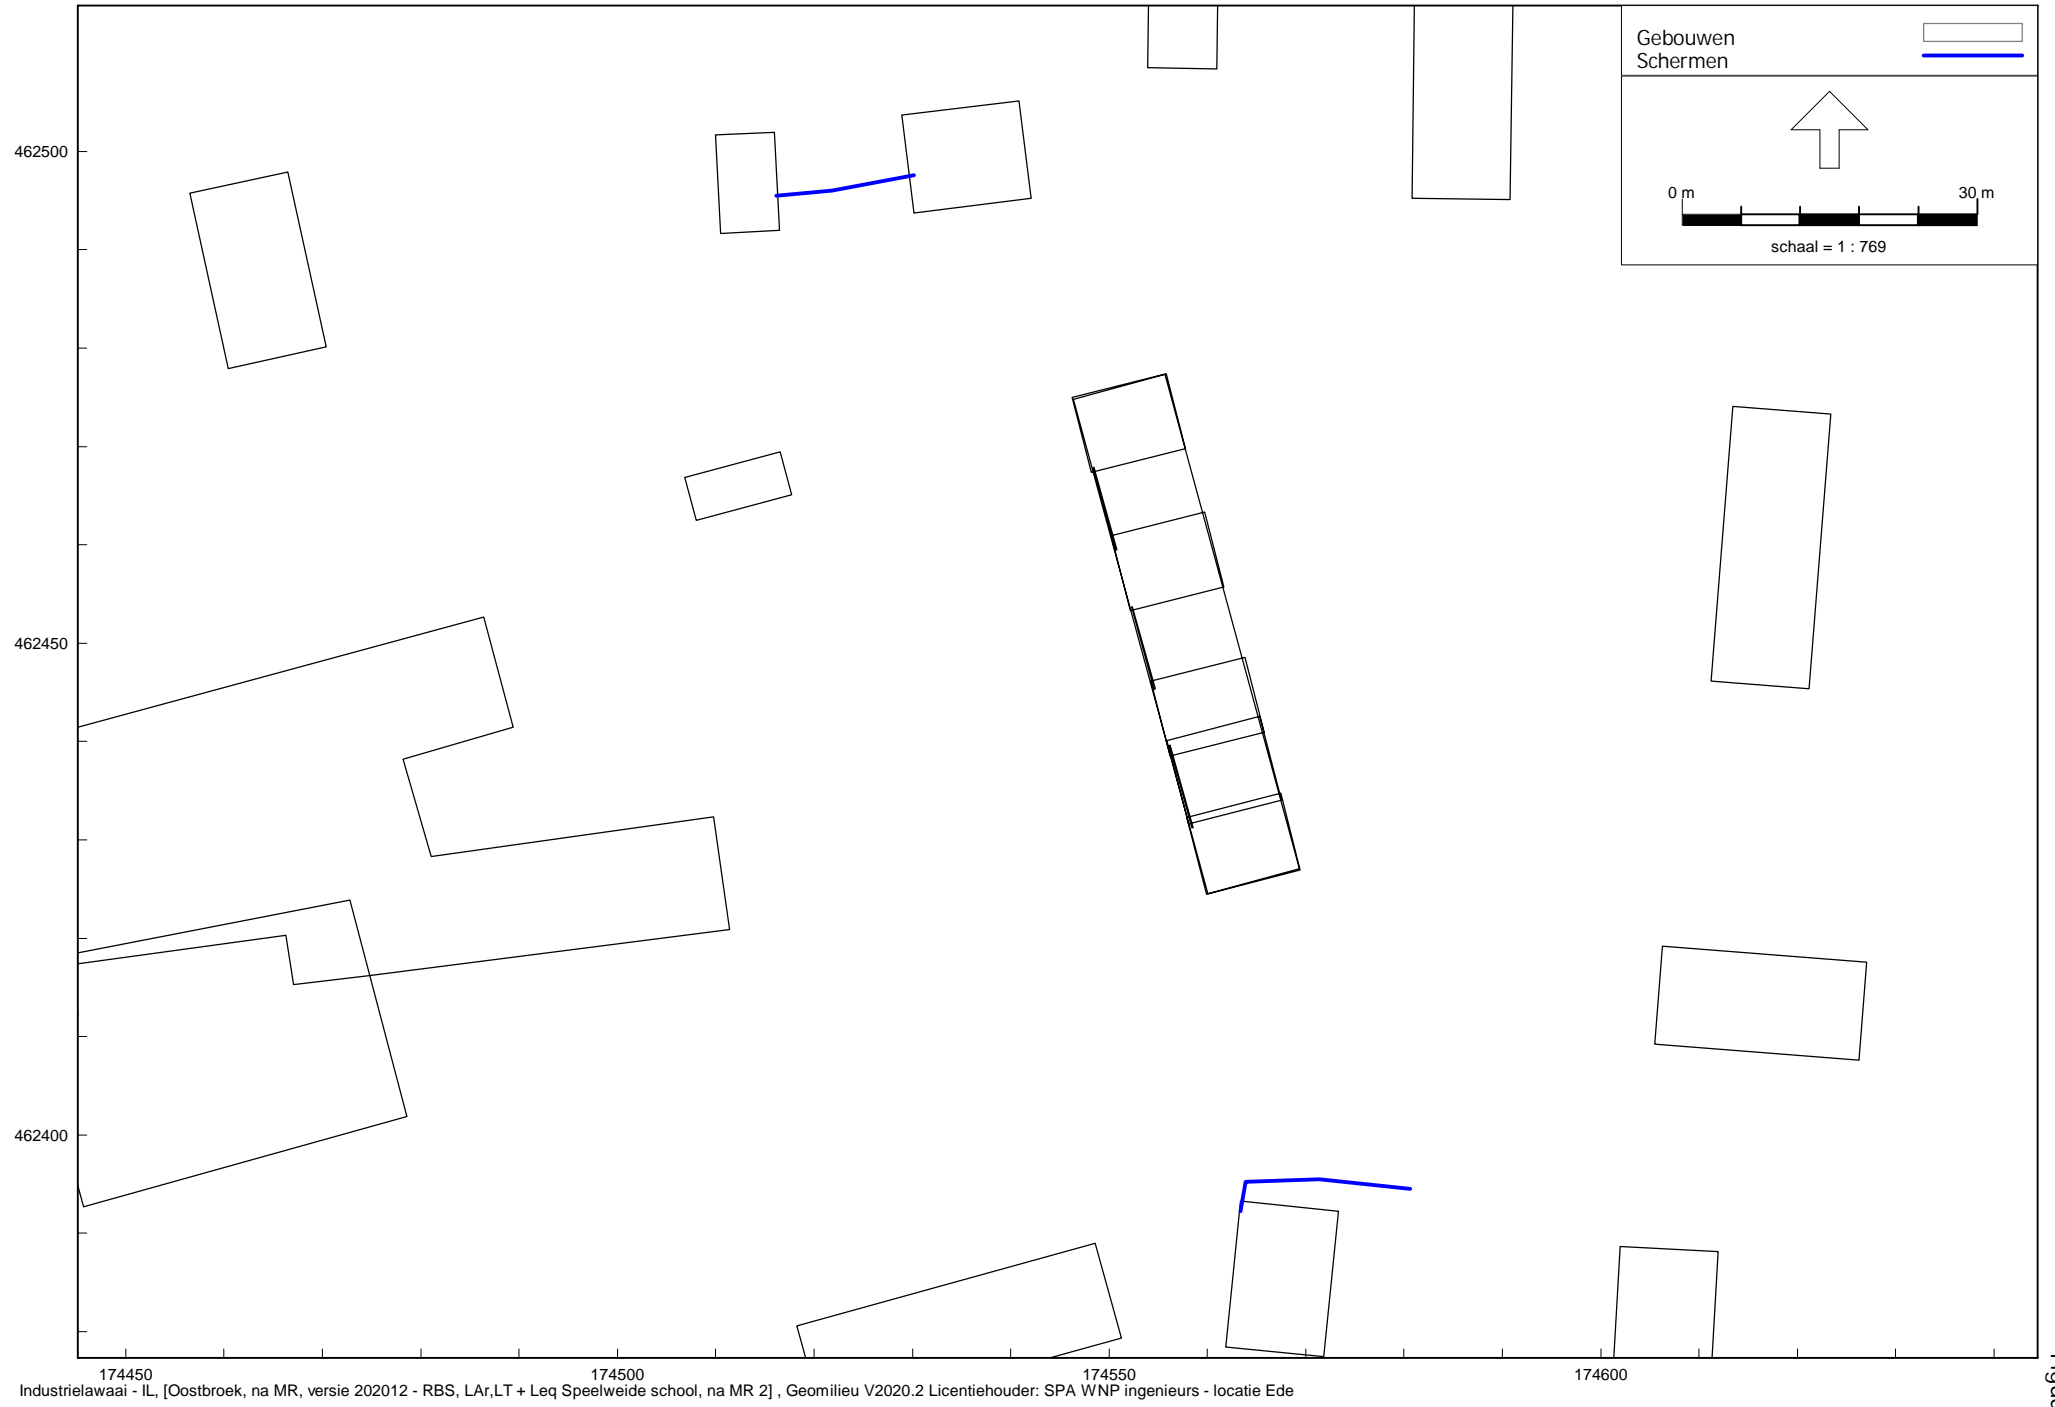 Gebouwen
Schermen
0 m 30 m
schaal = 1 : 769
462500
462450
462400
174450 174500 174550 174600
Industrielawaai - IL, [Oostbroek, na MR, versie 202012 - RBS, LAr,LT + Leq Speelweide school, na MR 2] , Geomilieu V2020.2 Licentiehouder: SPA WNP ingenieurs - locatie Ede